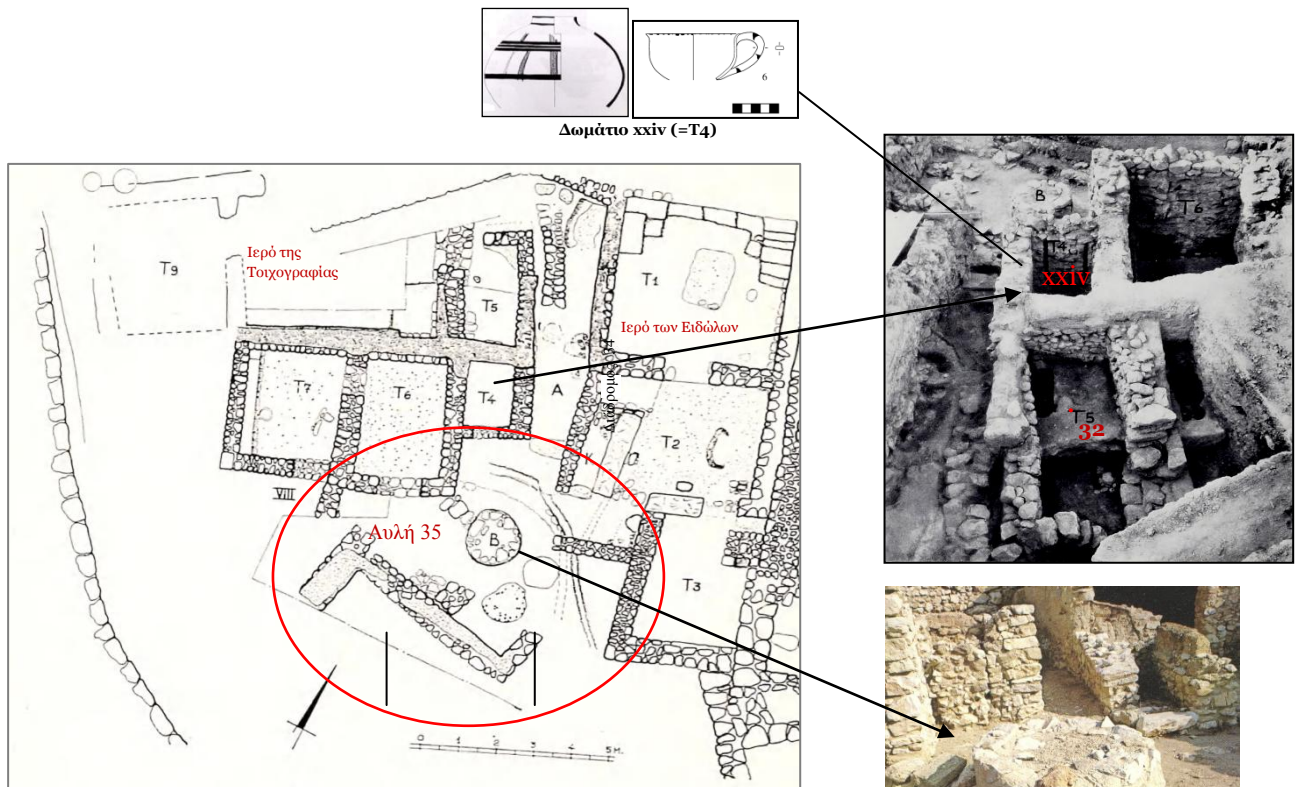 6
Δωμάτιο xxiv (=T4)
T9
Ιερό της
Τοιχογραφίας
T5
T1
Ιερό των Ειδώλων
T7
T6
T4
A
T2
VIII
Αυλή 35
B
T3
0 1 2 3 4 5 M.
B
T6
T4
xxiv
T5
32